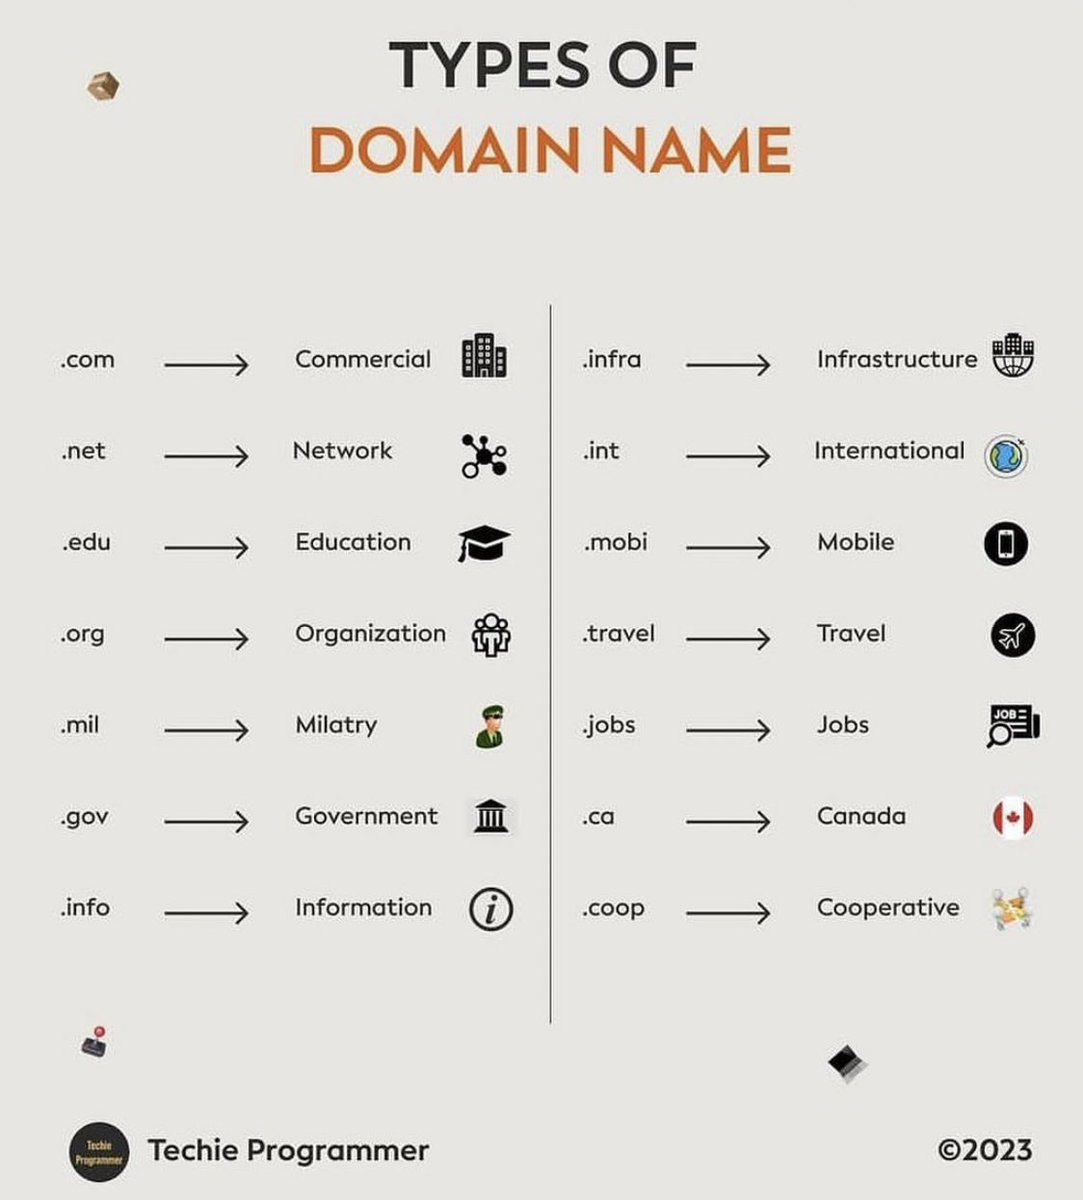 TYPES OF
DOMAIN NAME
.com → Commercial
.net → Network
.edu → Education
.org → Organization
.mil → Milatry
.gov → Government
.info → Information
.infra → Infrastructure
.int → International
.mobi → Mobile
.travel → Travel
.jobs → Jobs
JOB
.ca → Canada
.coop → Cooperative
Techie
Programmer
Techie Programmer
©2023